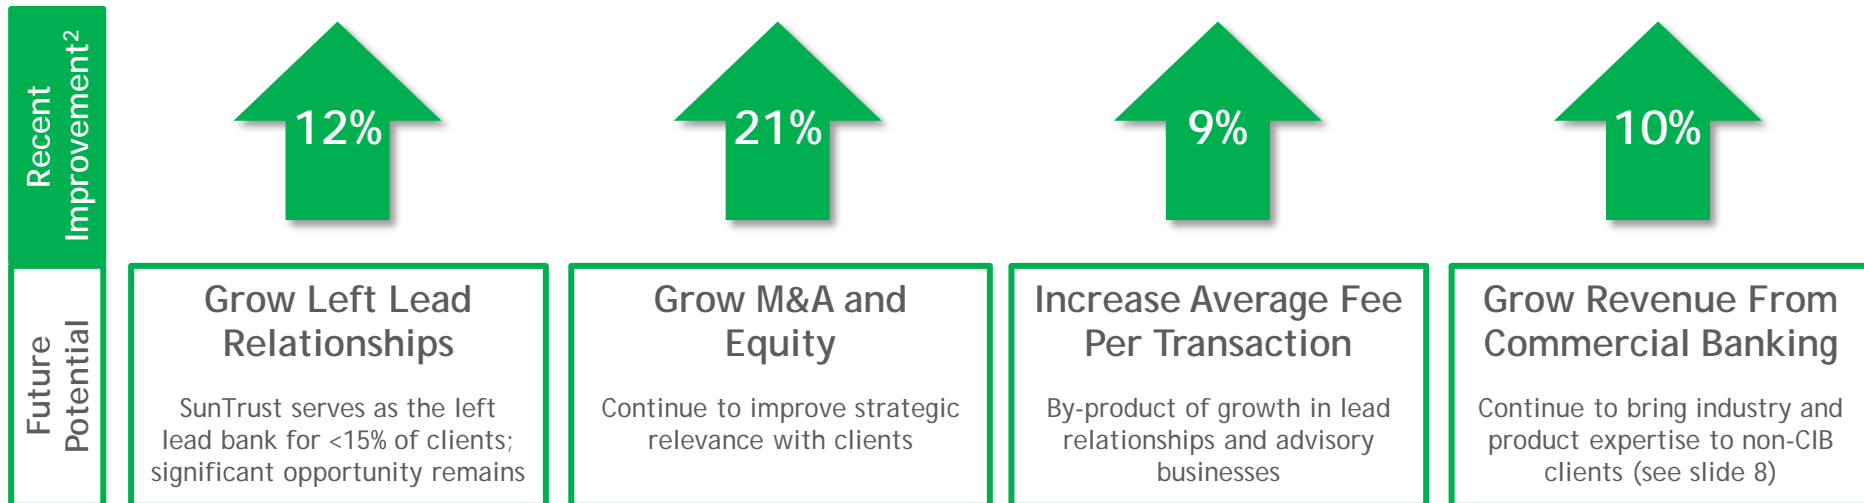 Recent
Improvement2
12%
21%
9%
10%
Future
Potential
Grow Left Lead
Relationships
SunTrust serves as the left
lead bank for <15% of clients;
significant opportunity remains
Grow M&A and
Equity
Continue to improve strategic
relevance with clients
Increase Average Fee
Per Transaction
By-product of growth in lead
relationships and advisory
businesses
Grow Revenue From
Commercial Banking
Continue to bring industry and
product expertise to non-CIB
clients (see slide 8)